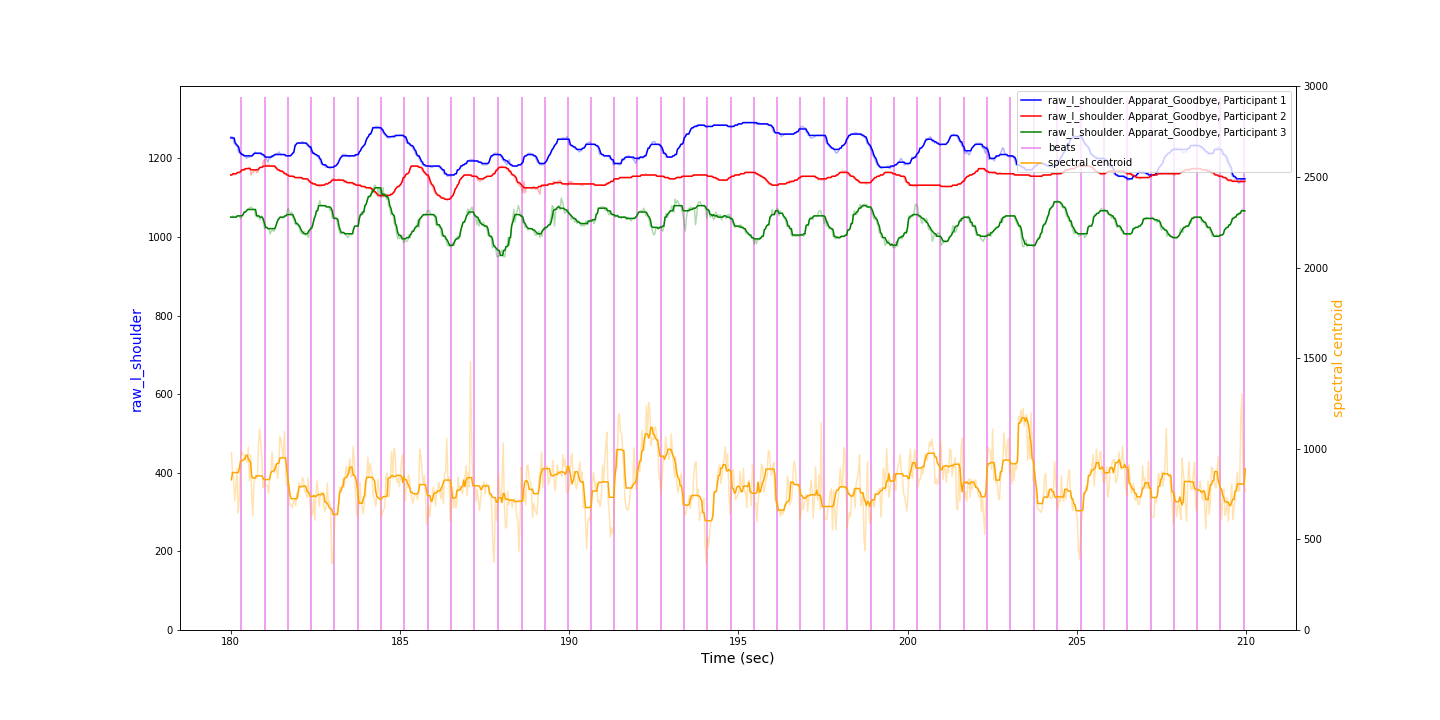 raw_l_shoulder. Apparat_Goodbye, Participant 1
raw_l_shoulder. Apparat_Goodbye, Participant 2
raw_l_shoulder. Apparat_Goodbye, Participant 3
beats
spectral centroid
1200
1000
800
600
400
200
0
raw_l_shoulder
3000
2500
2000
1500
1000
500
0
spectral centroid
180
185
190
195
200
205
210
Time (sec)